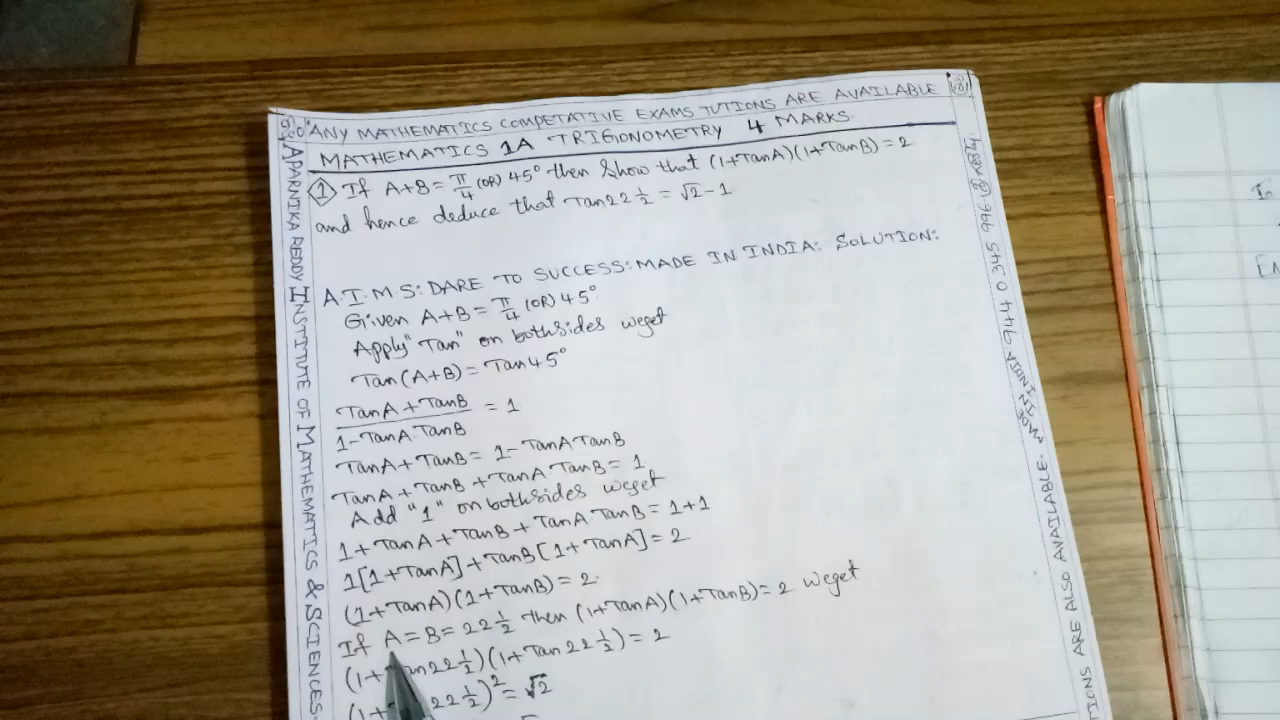 ANY MATHEMATICS COMPETATIVE EXAMS TUTIONS ARE AVAILABLE
MATHEMATICS 1A TRIGONOMETRY 4 MARKS
① If A+B = π/4 (OR) 45° then Show that (1+TanA)(1+TanB) = 2
and hence deduce that Tan22 1/2 = √2 - 1
A.I.M.S: DARE TO SUCCESS: MADE IN INDIA: SOLUTION:
Given A+B = π/4 (OR) 45°
Apply "Tan" on bothsides weget
Tan(A+B) = Tan45°
TanA + TanB / 1-TanA.TanB = 1
TanA + TanB = 1-TanA TanB
TanA + TanB + TanA TanB = 1
Add "1" on bothsides weget
1+TanA+TanB+TanA.TanB = 1+1
1[1+TanA]+TanB[1+TanA] = 2
(1+TanA)(1+TanB) = 2.
If A=B=22 1/2 then (1+TanA)(1+TanB) = 2 weget
(1+Tan22 1/2)(1+Tan22 1/2) = 2
22 1/2)² = √2
APARNIKA REDDY INSTITUTE OF MATHEMATICS & SCIENCES.
TIONS ARE ALSO AVAILABLE.